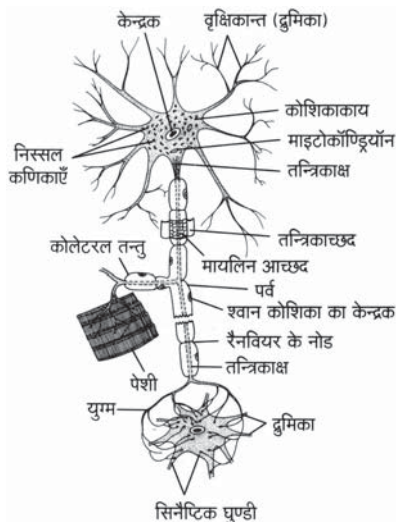 केन्द्रक
वृक्षिकान्त (द्रुमिका)
कोशिकाकाय
माइटोकॉण्ड्रियॉन
निस्सल
कणिकाएँ
तन्त्रिकाक्ष
तन्त्रिकाच्छद
कोलेटरल तन्तु
मायलिन आच्छद
पर्व
श्वान कोशिका का केन्द्रक
रैनवियर के नोड
तन्त्रिकाक्ष
पेशी
युग्म
द्रुमिका
सिनैप्टिक घुण्डी